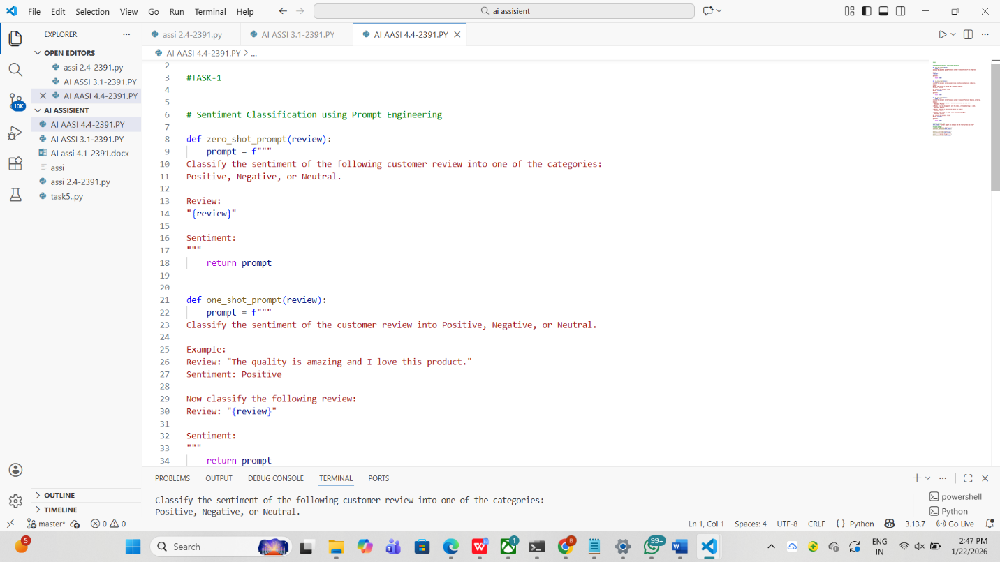 File Edit Selection View Go Run Terminal Help
ai assisient
EXPLORER
OPEN EDITORS
assi 2.4-2391.py
AI ASSI 3.1-2391.PY
AI AASI 4.4-2391.PY
AI ASSISIENT
AI AASI 4.4-2391.PY
AI ASSI 3.1-2391.PY
AI assi 4.1-2391.docx
assi
assi 2.4-2391.py
task5..py
10K
OUTLINE
TIMELINE
assi 2.4-2391.py AI ASSI 3.1-2391.PY AI AASI 4.4-2391.PY
AI AASI 4.4-2391.PY > ...
2
3 #TASK-1
4
5
6 # Sentiment Classification using Prompt Engineering
7
8 def zero_shot_prompt(review):
9 prompt = f"""
10 Classify the sentiment of the following customer review into one of the categories:
11 Positive, Negative, or Neutral.
12
13 Review:
14 "{review}"
15
16 Sentiment:
17 """
18 return prompt
19
20
21 def one_shot_prompt(review):
22 prompt = f"""
23 Classify the sentiment of the customer review into Positive, Negative, or Neutral.
24
25 Example:
26 Review: "The quality is amazing and I love this product."
27 Sentiment: Positive
28
29 Now classify the following review:
30 Review: "{review}"
31
32 Sentiment:
33 """
34 return prompt
PROBLEMS OUTPUT DEBUG CONSOLE TERMINAL PORTS
Classify the sentiment of the following customer review into one of the categories:
Positive, Negative, or Neutral.
powershell
Python
master* 0 0 Ln 1, Col 1 Spaces: 4 UTF-8 CRLF { } Python 3.13.7 Go Live
5 Search 1 8 99+
ENG
IN
2:47 PM
1/22/2026